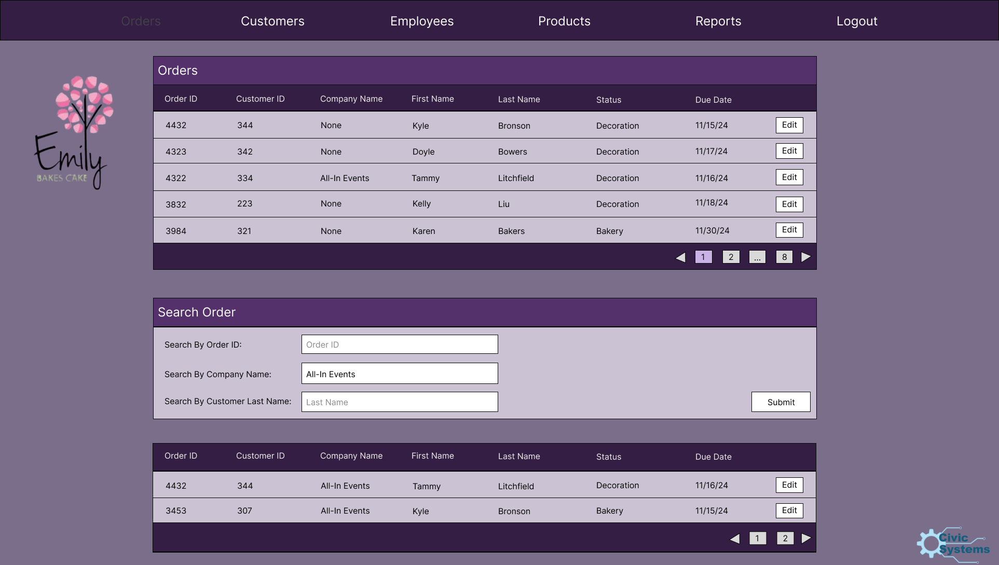 Orders Customers Employees Products Reports Logout
Emily
BAKES CAKE
Orders
Order ID Customer ID Company Name First Name Last Name Status Due Date
4432 344 None Kyle Bronson Decoration 11/15/24 Edit
4323 342 None Doyle Bowers Decoration 11/17/24 Edit
4322 334 All-In Events Tammy Litchfield Decoration 11/16/24 Edit
3832 223 None Kelly Liu Decoration 11/18/24 Edit
3984 321 None Karen Bakers Bakery 11/30/24 Edit
1 2 ... 8
Search Order
Search By Order ID: Order ID
Search By Company Name: All-In Events
Search By Customer Last Name: Last Name
Submit
Order ID Customer ID Company Name First Name Last Name Status Due Date
4432 344 All-In Events Tammy Litchfield Decoration 11/16/24 Edit
3453 307 All-In Events Kyle Bronson Bakery 11/15/24 Edit
1 2
Civic
Systems